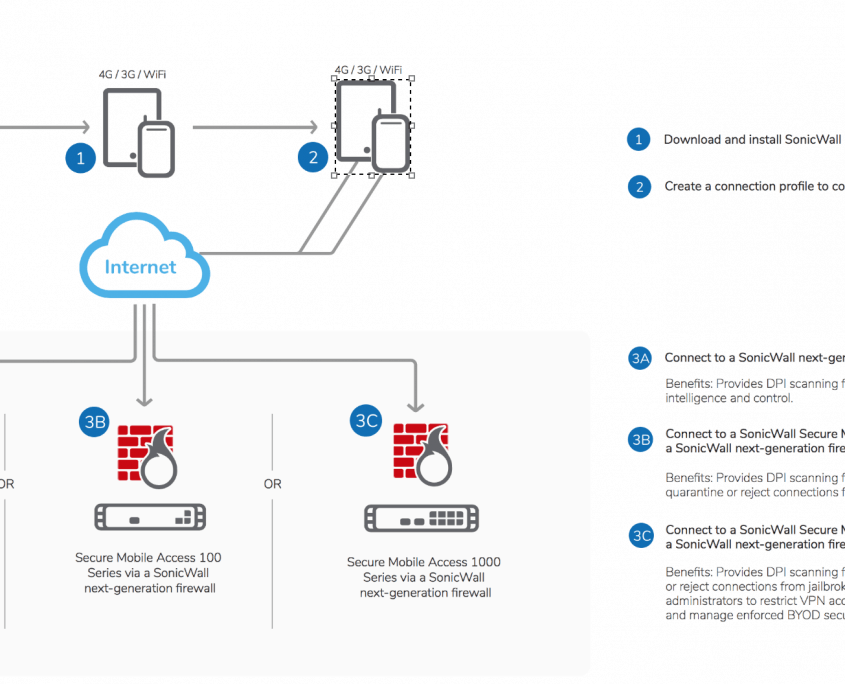 4G / 3G / WiFi
4G / 3G / WiFi
1
2
Internet
3B
3C
OR
OR
Secure Mobile Access 100
Series via a SonicWall
next-generation firewall
Secure Mobile Access 1000
Series via a SonicWall
next-generation firewall
1 Download and install SonicWall
2 Create a connection profile to co
3A Connect to a SonicWall next-gen
Benefits: Provides DPI scanning f
intelligence and control.
3B Connect to a SonicWall Secure M
a SonicWall next-generation fire
Benefits: Provides DPI scanning f
quarantine or reject connections f
3C Connect to a SonicWall Secure M
a SonicWall next-generation fire
Benefits: Provides DPI scanning f
or reject connections from jailbrok
administrators to restrict VPN acc
and manage enforced BYOD secu